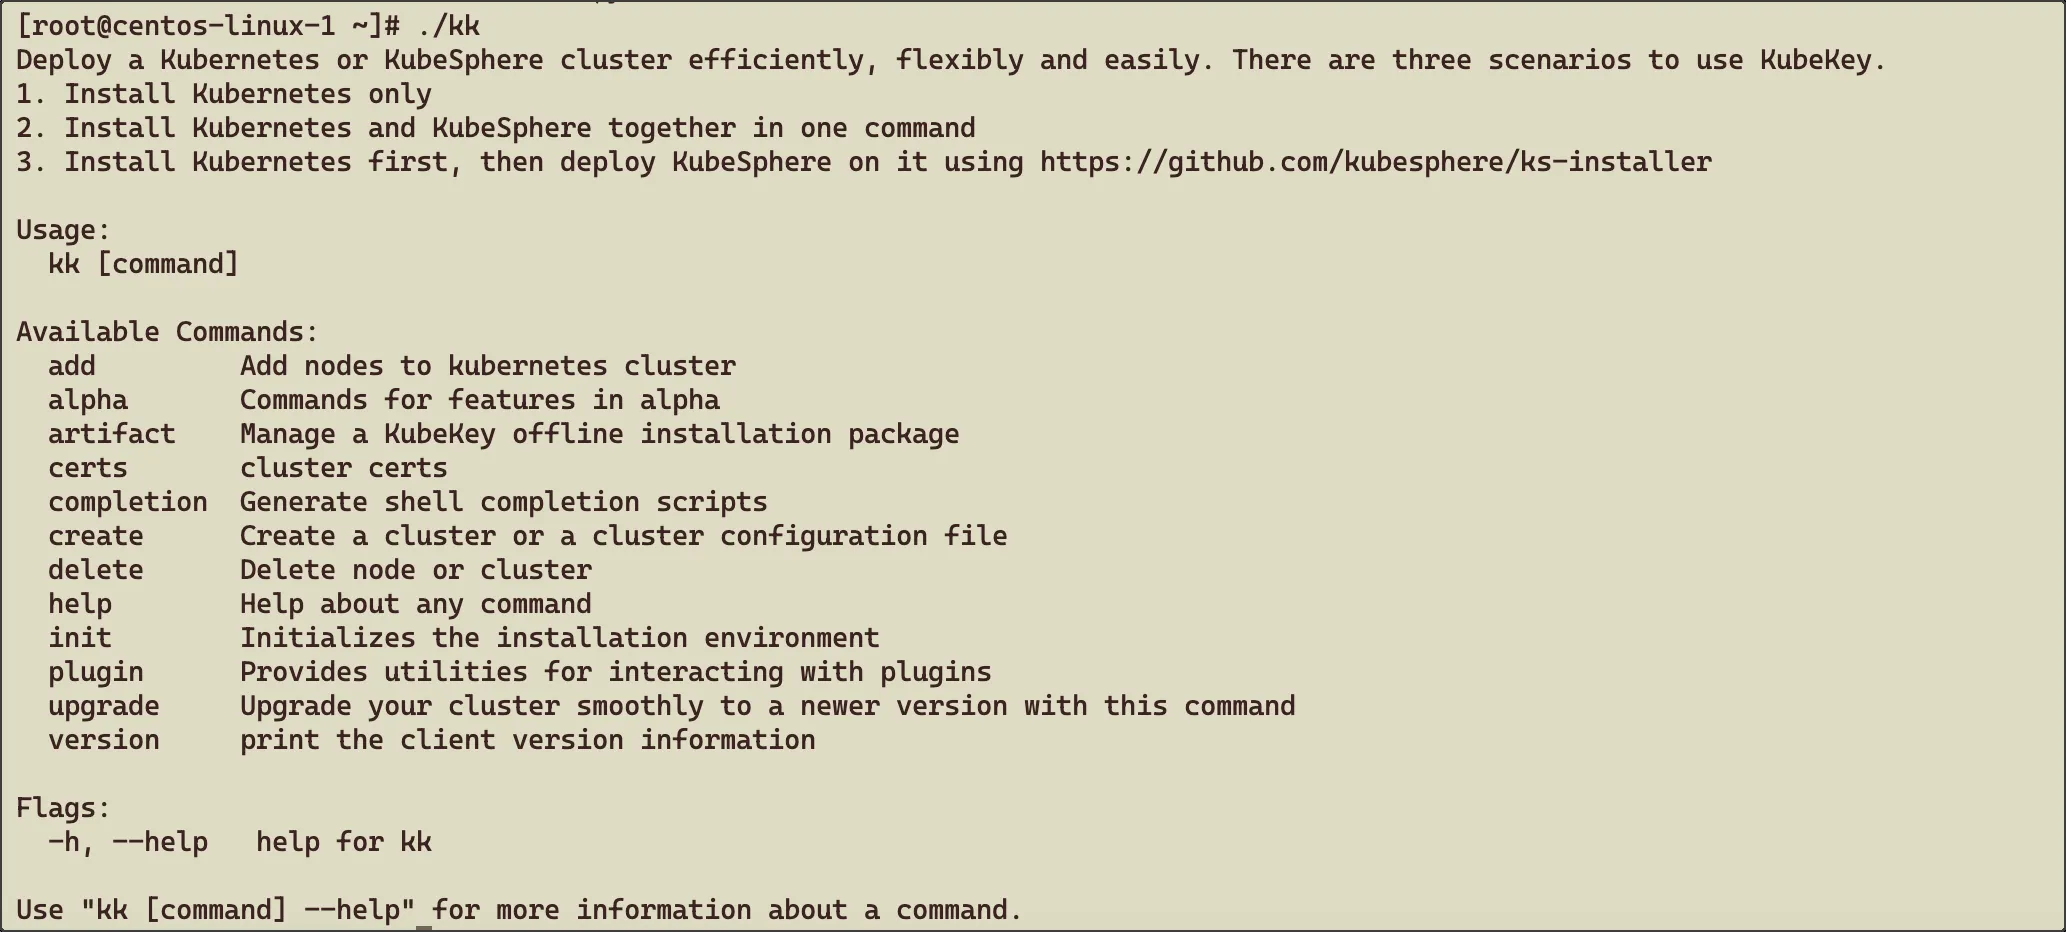 [root@centos-linux-1 ~]# ./kk
Deploy a Kubernetes or KubeSphere cluster efficiently, flexibly and easily. There are three scenarios to use KubeKey.
1. Install Kubernetes only
2. Install Kubernetes and KubeSphere together in one command
3. Install Kubernetes first, then deploy KubeSphere on it using https://github.com/kubesphere/ks-installer

Usage:
  kk [command]

Available Commands:
  add         Add nodes to kubernetes cluster
  alpha       Commands for features in alpha
  artifact    Manage a KubeKey offline installation package
  certs       cluster certs
  completion  Generate shell completion scripts
  create      Create a cluster or a cluster configuration file
  delete      Delete node or cluster
  help        Help about any command
  init        Initializes the installation environment
  plugin      Provides utilities for interacting with plugins
  upgrade     Upgrade your cluster smoothly to a newer version with this command
  version     print the client version information

Flags:
  -h, --help   help for kk

Use "kk [command] --help" for more information about a command.